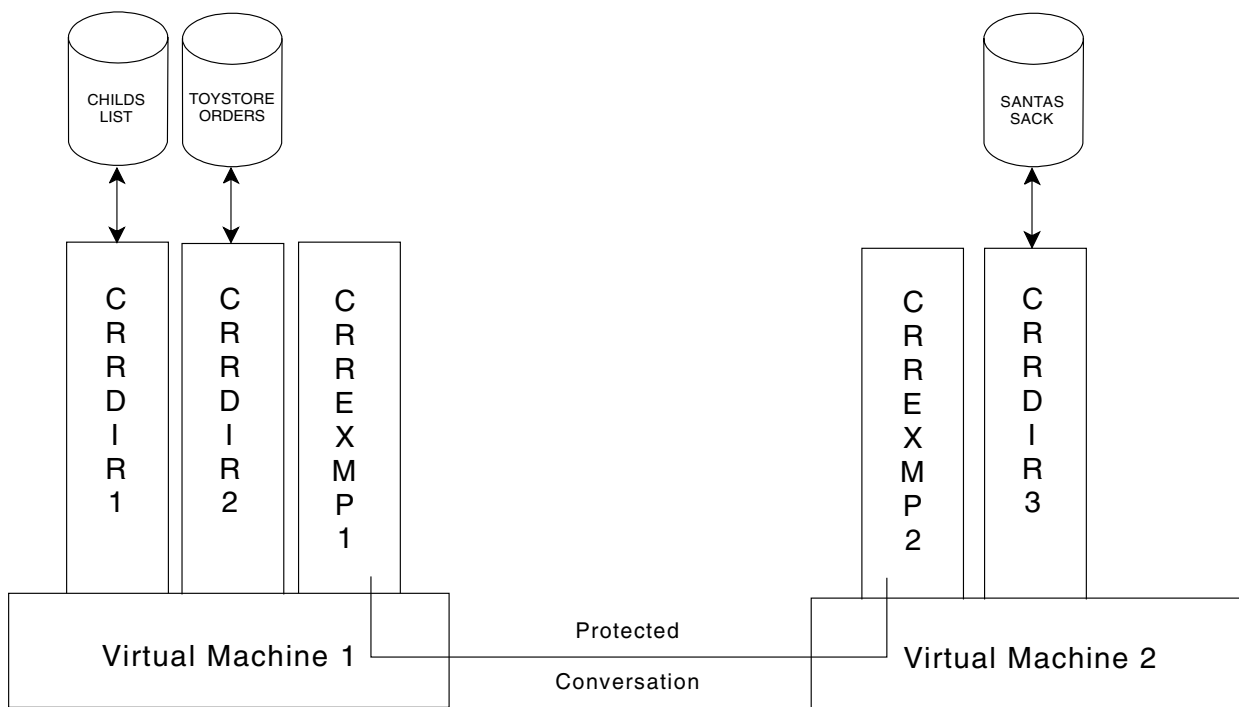 CHILDS
LIST
TOYSTORE
ORDERS
SANTAS
SACK
CRRDIR1
CRRDIR2
CRREXMP1
CRREXMP2
CRRDIR3
Protected
Virtual Machine 1
Virtual Machine 2
Conversation